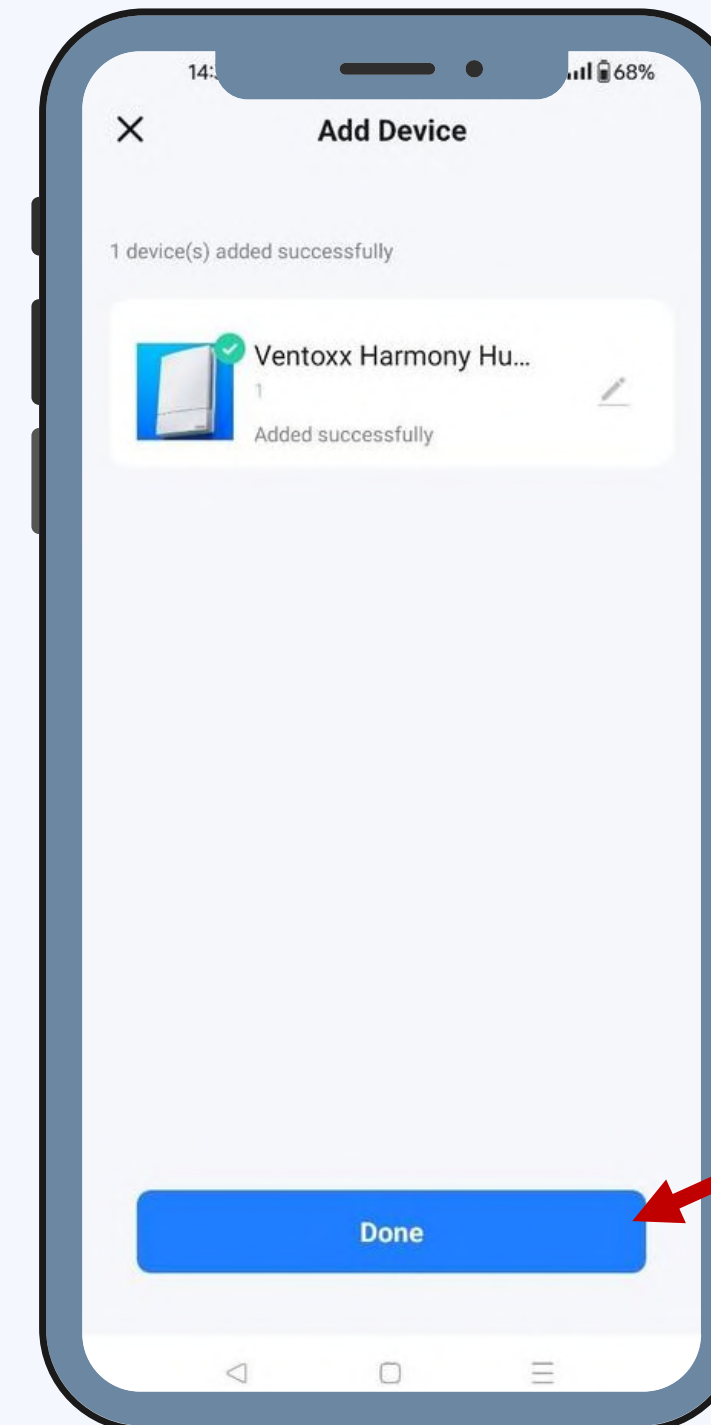 68%
Add Device
1 device(s) added successfully
Ventoxx Harmony Hu...
1
Added successfully
Done